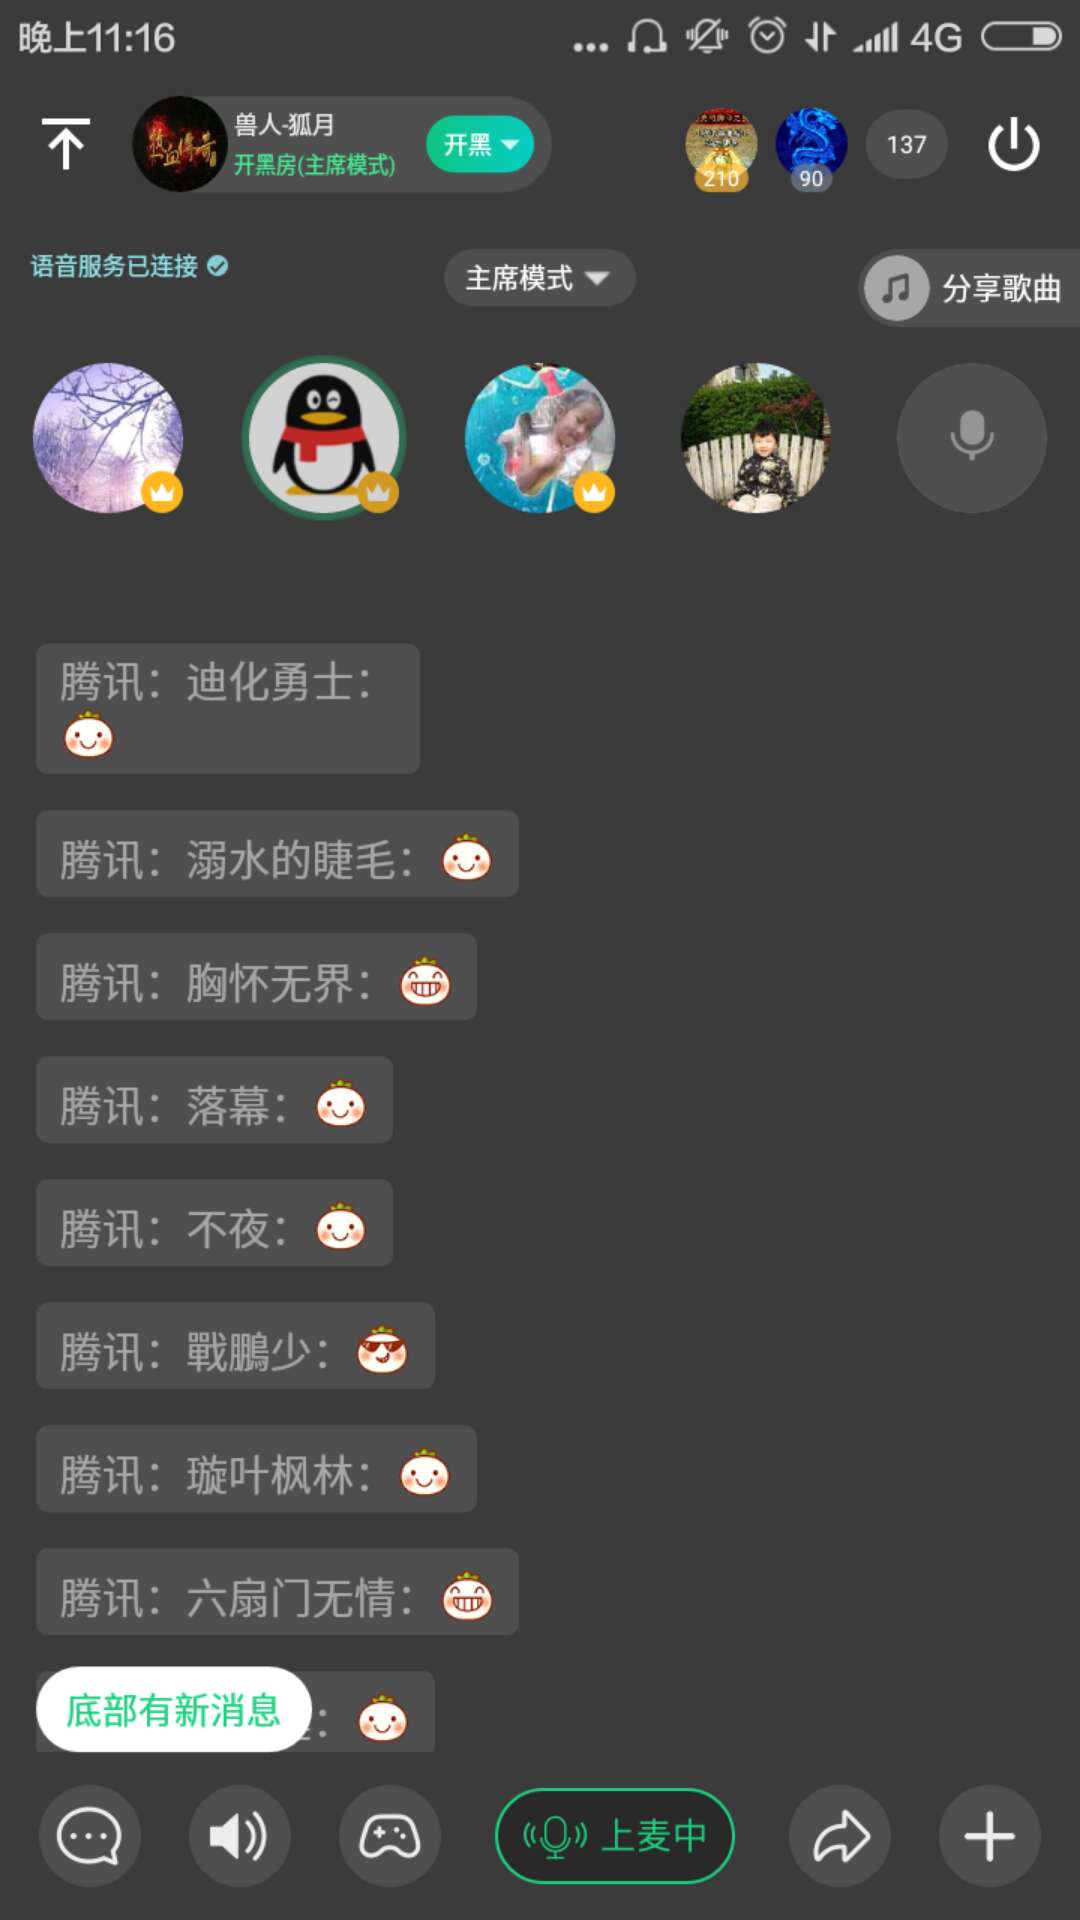 晚上11:16
4G
热血传奇
兽人-狐月
开黑房(主席模式)
开黑
210
90
137
语音服务已连接
主席模式
分享歌曲
腾讯：迪化勇士：
腾讯：溺水的睫毛：
腾讯：胸怀无界：
腾讯：落幕：
腾讯：不夜：
腾讯：戰鵬少：
腾讯：璇叶枫林：
腾讯：六扇门无情：
底部有新消息
上麦中